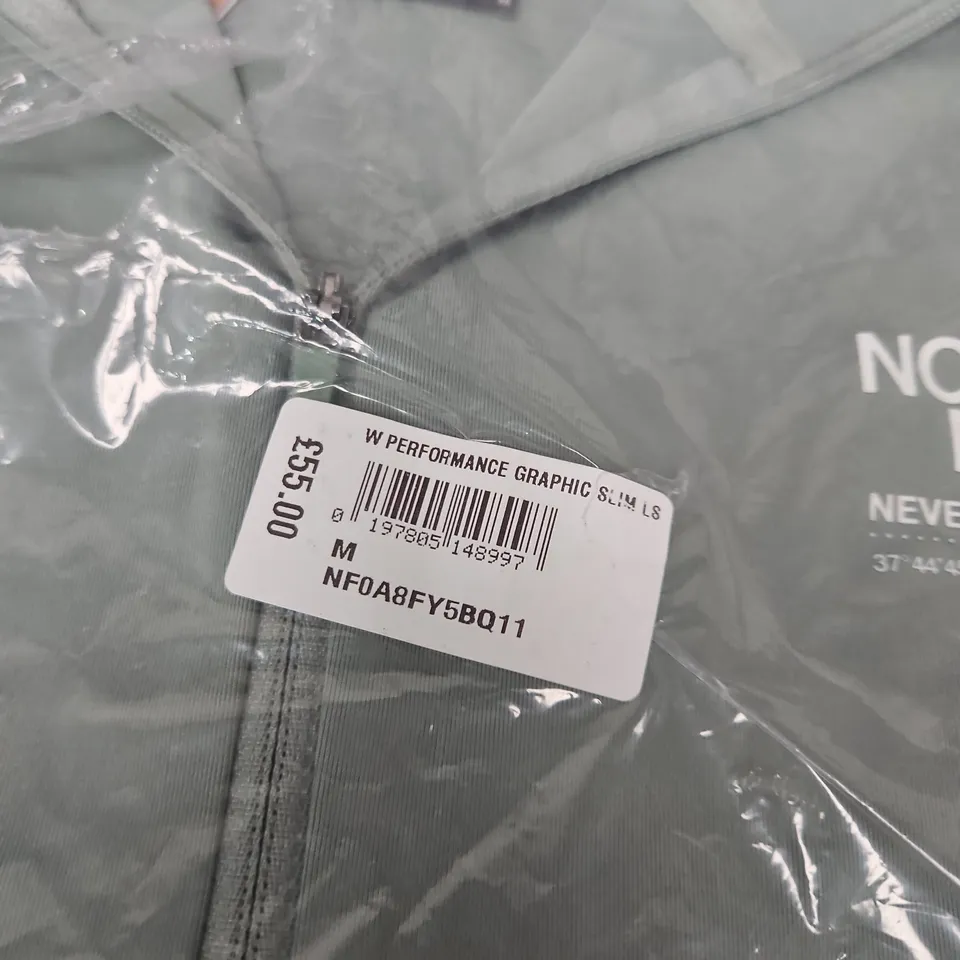 W PERFORMANCE GRAPHIC SLIM LS
£55.00
0 197805 148997
M
NF0A8FY5BQ11
NO
NEVE
37°44'4